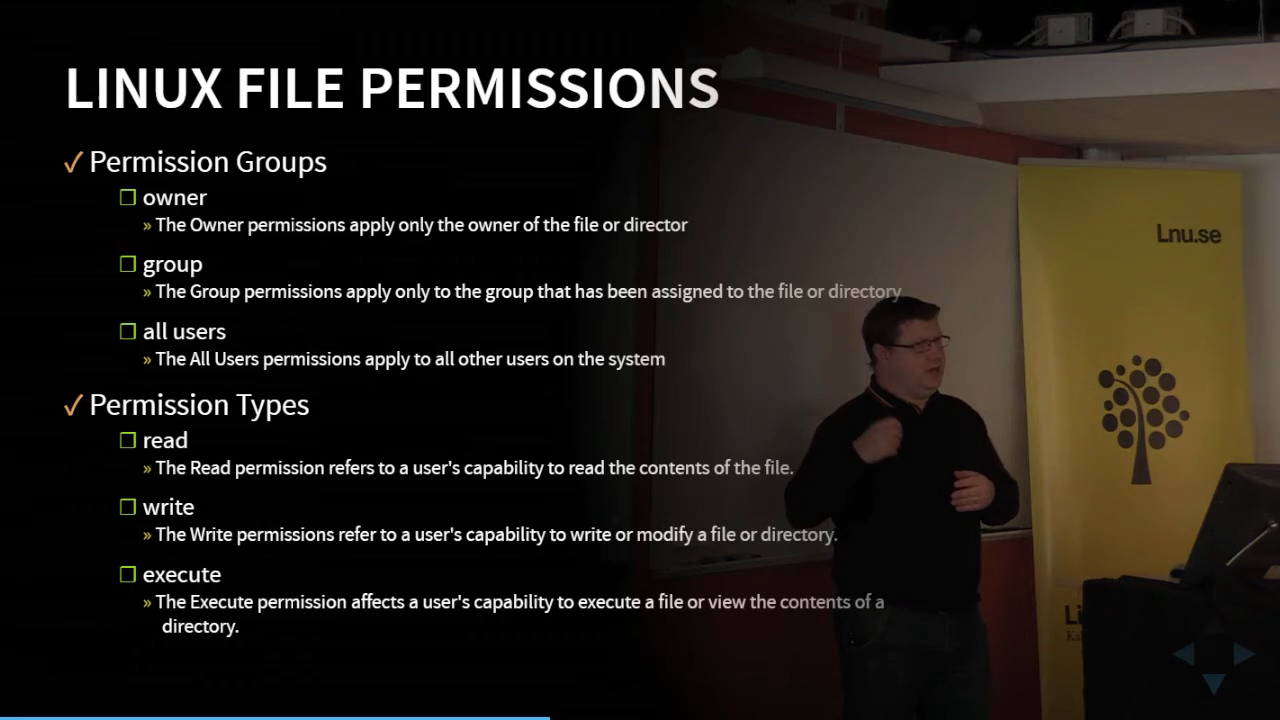 LINUX FILE PERMISSIONS
✓ Permission Groups
❐ owner
» The Owner permissions apply only the owner of the file or director
❐ group
» The Group permissions apply only to the group that has been assigned to the file or directory
❐ all users
» The All Users permissions apply to all other users on the system
✓ Permission Types
❐ read
» The Read permission refers to a user's capability to read the contents of the file.
❐ write
» The Write permissions refer to a user's capability to write or modify a file or directory.
❐ execute
» The Execute permission affects a user's capability to execute a file or view the contents of a
directory.
Lnu.se